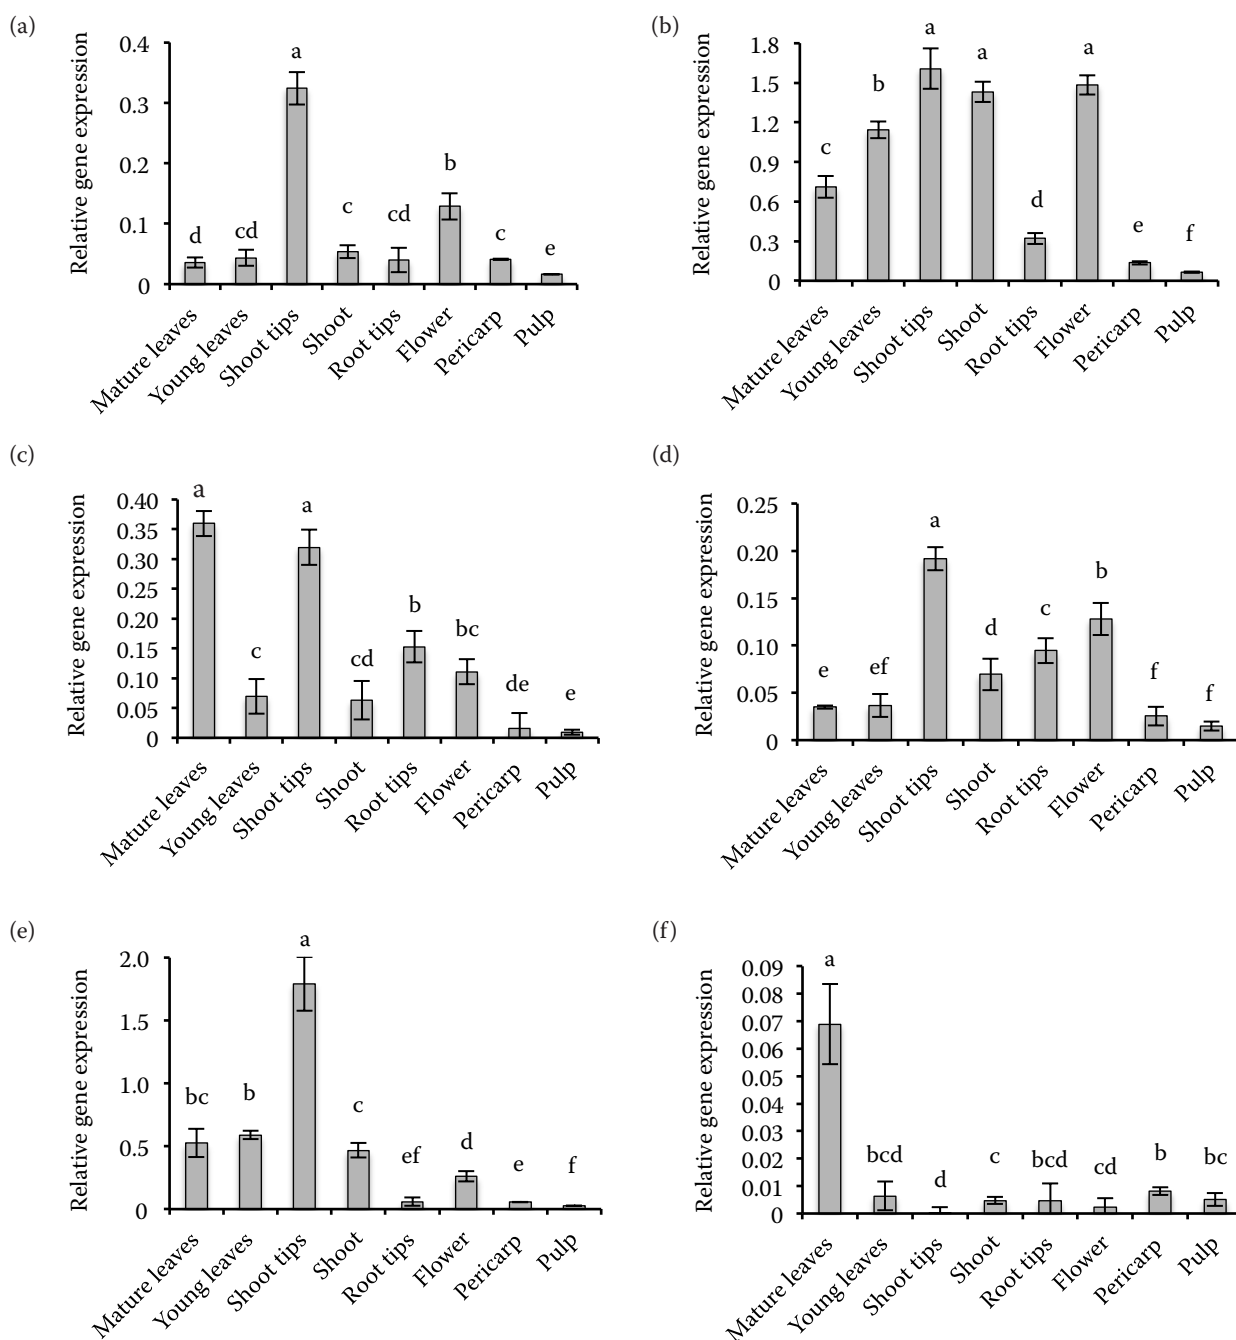 (a)
Relative gene expression
0.4
0.3
0.2
0.1
0
d
cd
a
c
cd
b
c
e
Mature leaves
Young leaves
Shoot tips
Shoot
Root tips
Flower
Pericarp
Pulp
(b)
Relative gene expression
1.8
1.5
1.2
0.9
0.6
0.3
0
c
b
a
a
d
a
e
f
Mature leaves
Young leaves
Shoot tips
Shoot
Root tips
Flower
Pericarp
Pulp
(c)
Relative gene expression
0.40
0.35
0.30
0.25
0.20
0.15
0.10
0.05
0
a
c
a
cd
b
bc
de
e
Mature leaves
Young leaves
Shoot tips
Shoot
Root tips
Flower
Pericarp
Pulp
(d)
Relative gene expression
0.25
0.20
0.15
0.10
0.05
0
e
ef
a
d
c
b
f
f
Mature leaves
Young leaves
Shoot tips
Shoot
Root tips
Flower
Pericarp
Pulp
(e)
Relative gene expression
2.0
1.5
1.0
0.5
0
bc
b
a
c
ef
d
e
f
Mature leaves
Young leaves
Shoot tips
Shoot
Root tips
Flower
Pericarp
Pulp
(f)
Relative gene expression
0.09
0.08
0.07
0.06
0.05
0.04
0.03
0.02
0.01
0
a
bcd
d
c
bcd
cd
b
bc
Mature leaves
Young leaves
Shoot tips
Shoot
Root tips
Flower
Pericarp
Pulp